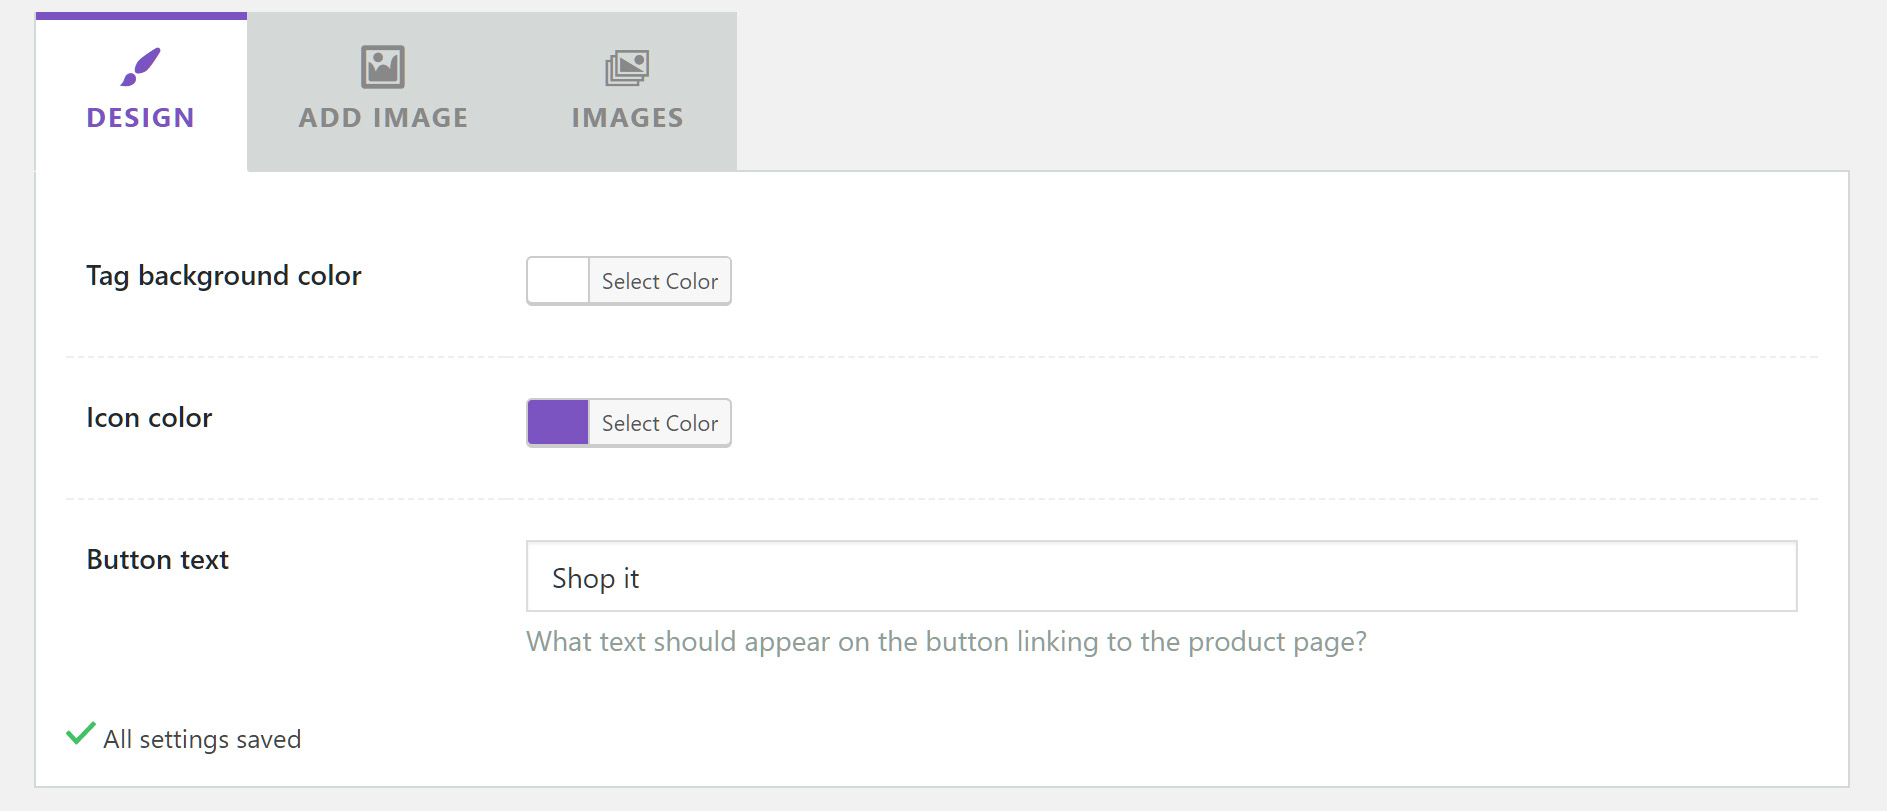 DESIGN
ADD IMAGE
IMAGES
Tag background color
Select Color
Icon color
Select Color
Button text
Shop it
What text should appear on the button linking to the product page?
All settings saved